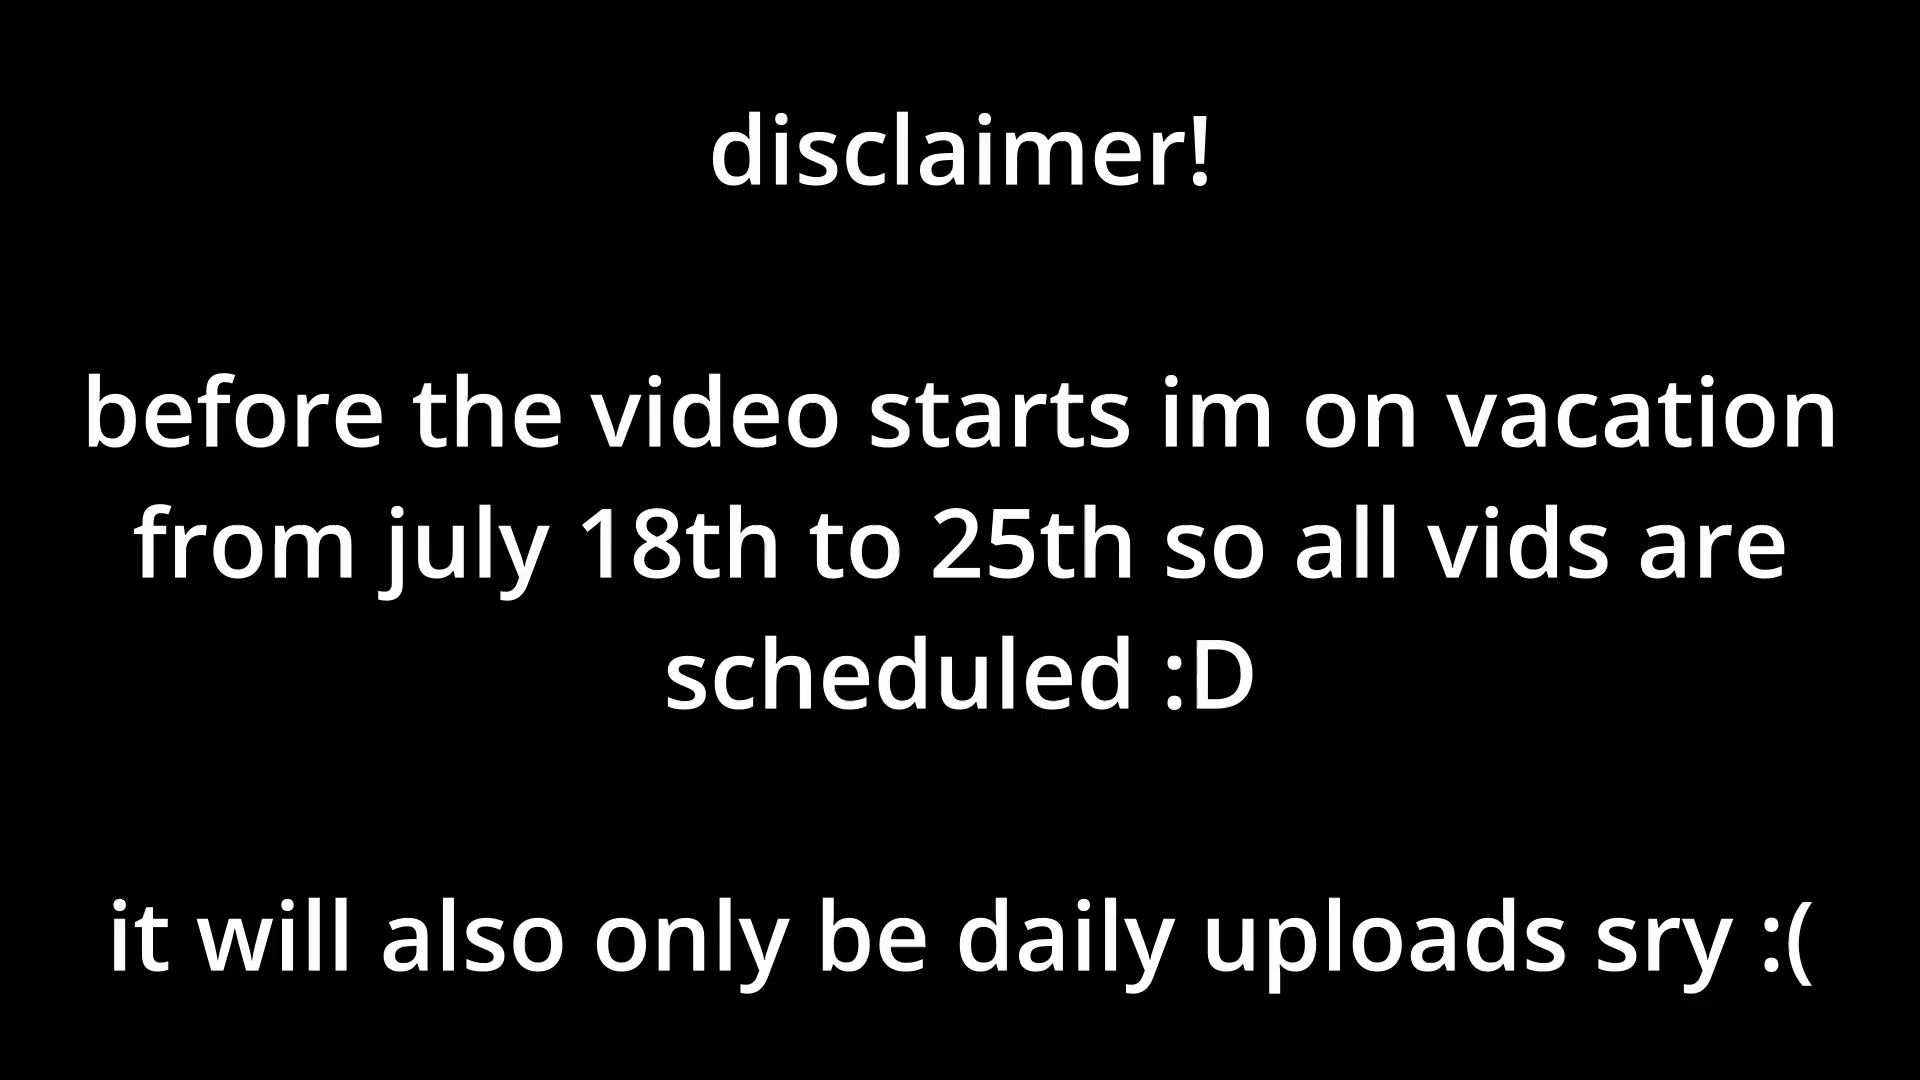 disclaimer!
before the video starts im on vacation
from july 18th to 25th so all vids are
scheduled :D
it will also only be daily uploads sry :(